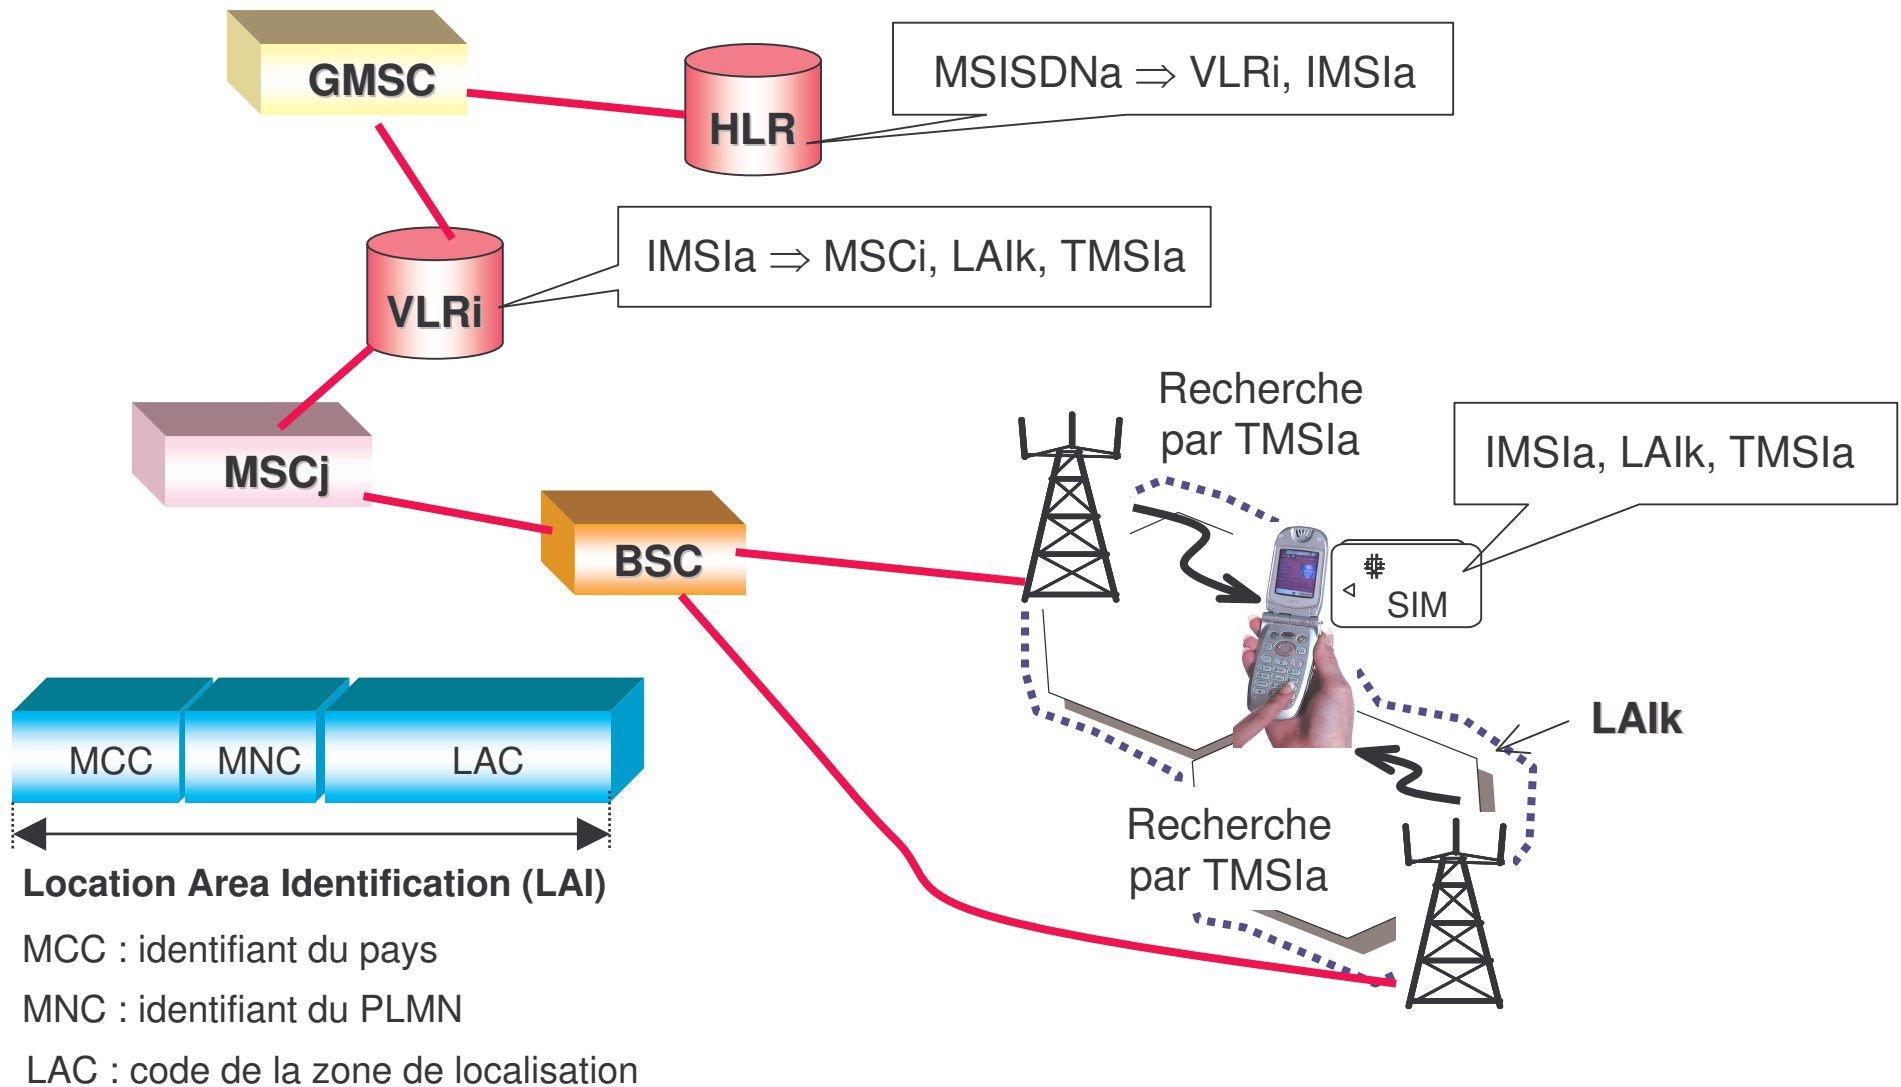 GMSC
HLR
MSISDNa ⇒ VLRi, IMSIa
VLRi
IMSIa ⇒ MSCi, LAIk, TMSIa
MSCj
BSC
Recherche
par TMSIa
IMSIa, LAIk, TMSIa
SIM
LAIk
Recherche
par TMSIa
MCC MNC LAC
Location Area Identification (LAI)
MCC : identifiant du pays
MNC : identifiant du PLMN
LAC : code de la zone de localisation